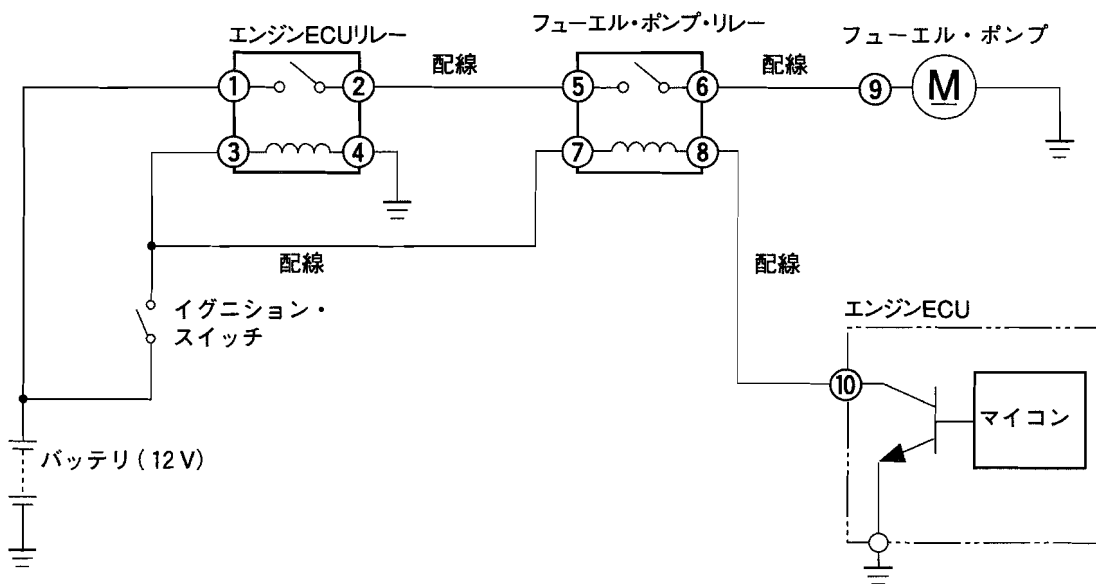 エンジンECUリレー
フューエル・ポンプ・リレー
フューエル・ポンプ
① ② 配線 ⑤ ⑥ 配線 ⑨ M
③ ④ ⑦ ⑧
配線
配線
イグニション・
スイッチ
エンジンECU
⑩
マイコン
バッテリ(12V)